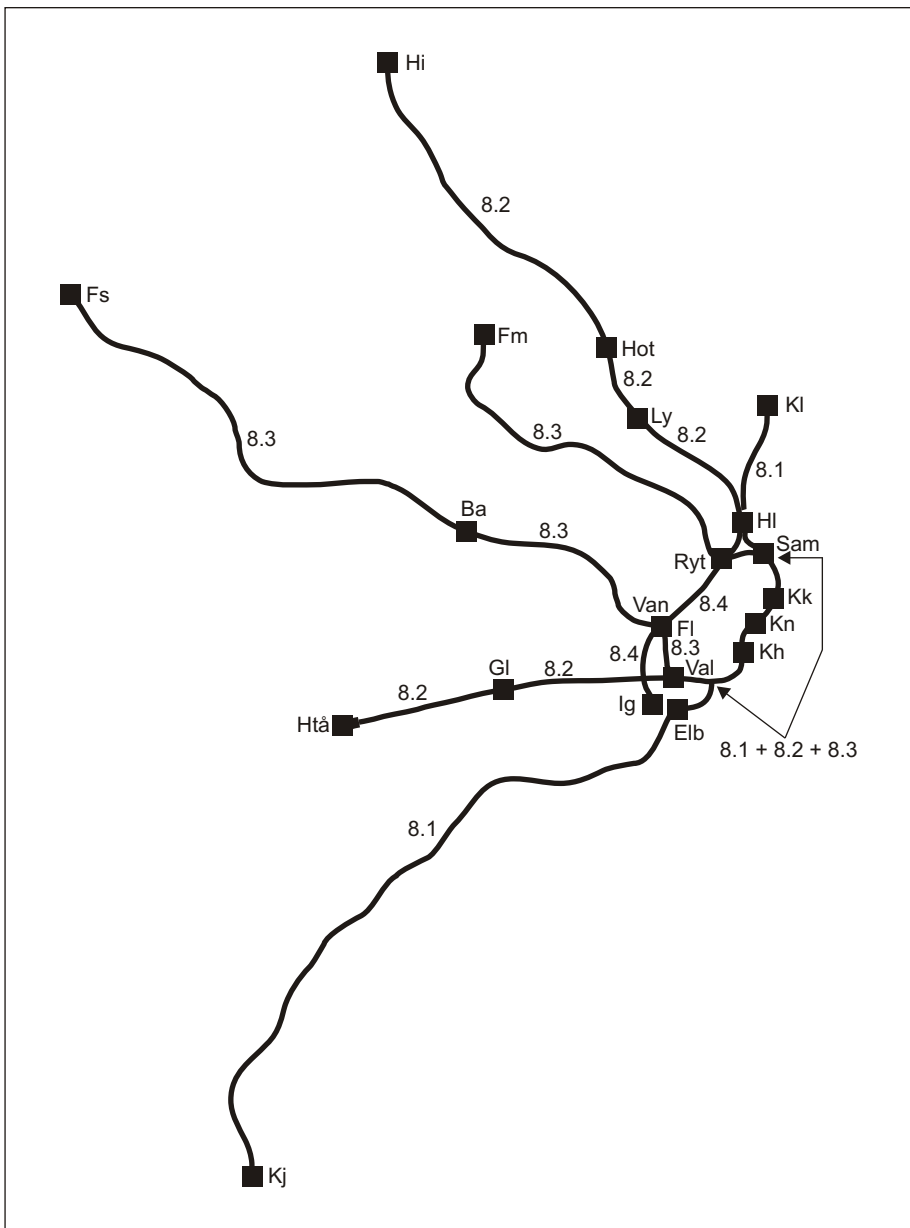 Hi
8.2
Fs
Fm
Hot
8.2
Kl
Ly
8.3
8.3
8.2
8.1
Ba
Hl
8.3
Sam
Ryt
Kk
8.4
Van
Fl
Kn
8.4
8.3
Kh
Gl
8.2
Val
8.2
Ig
Htå
Elb
8.1 + 8.2 + 8.3
8.1
Kj